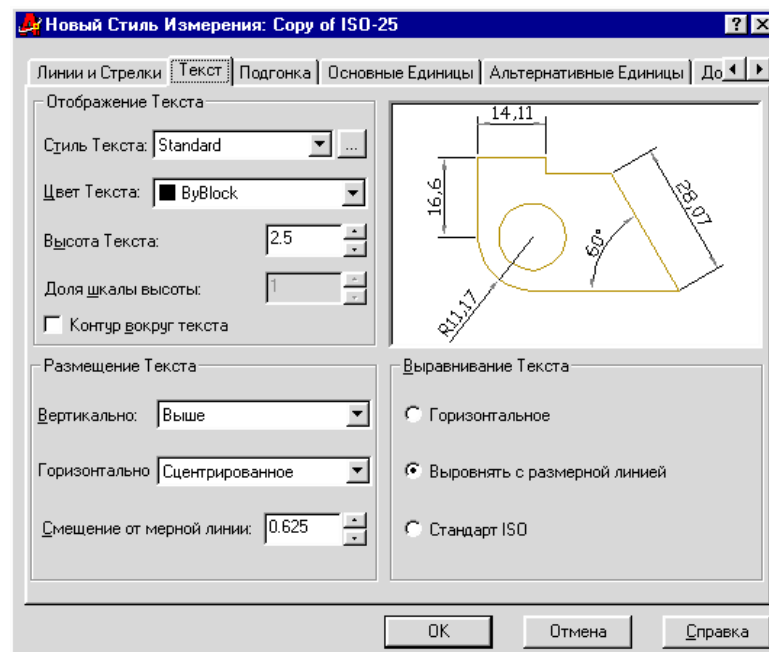 Новый Стиль Измерения: Copy of ISO-25
Линии и Стрелки Текст Подгонка Основные Единицы Альтернативные Единицы До
Отображение Текста
Стиль Текста: Standard ...
Цвет Текста: ByBlock
Высота Текста: 2.5
Доля шкалы высоты: 1
Контур вокруг текста
14,11
16,6
28,07
60°
R11,17
Размещение Текста
Вертикально: Выше
Горизонтально Сцентрированное
Смещение от мерной линии: 0.625
Выравнивание Текста
Горизонтальное
Выровнять с размерной линией
Стандарт ISO
OK Отмена Справка